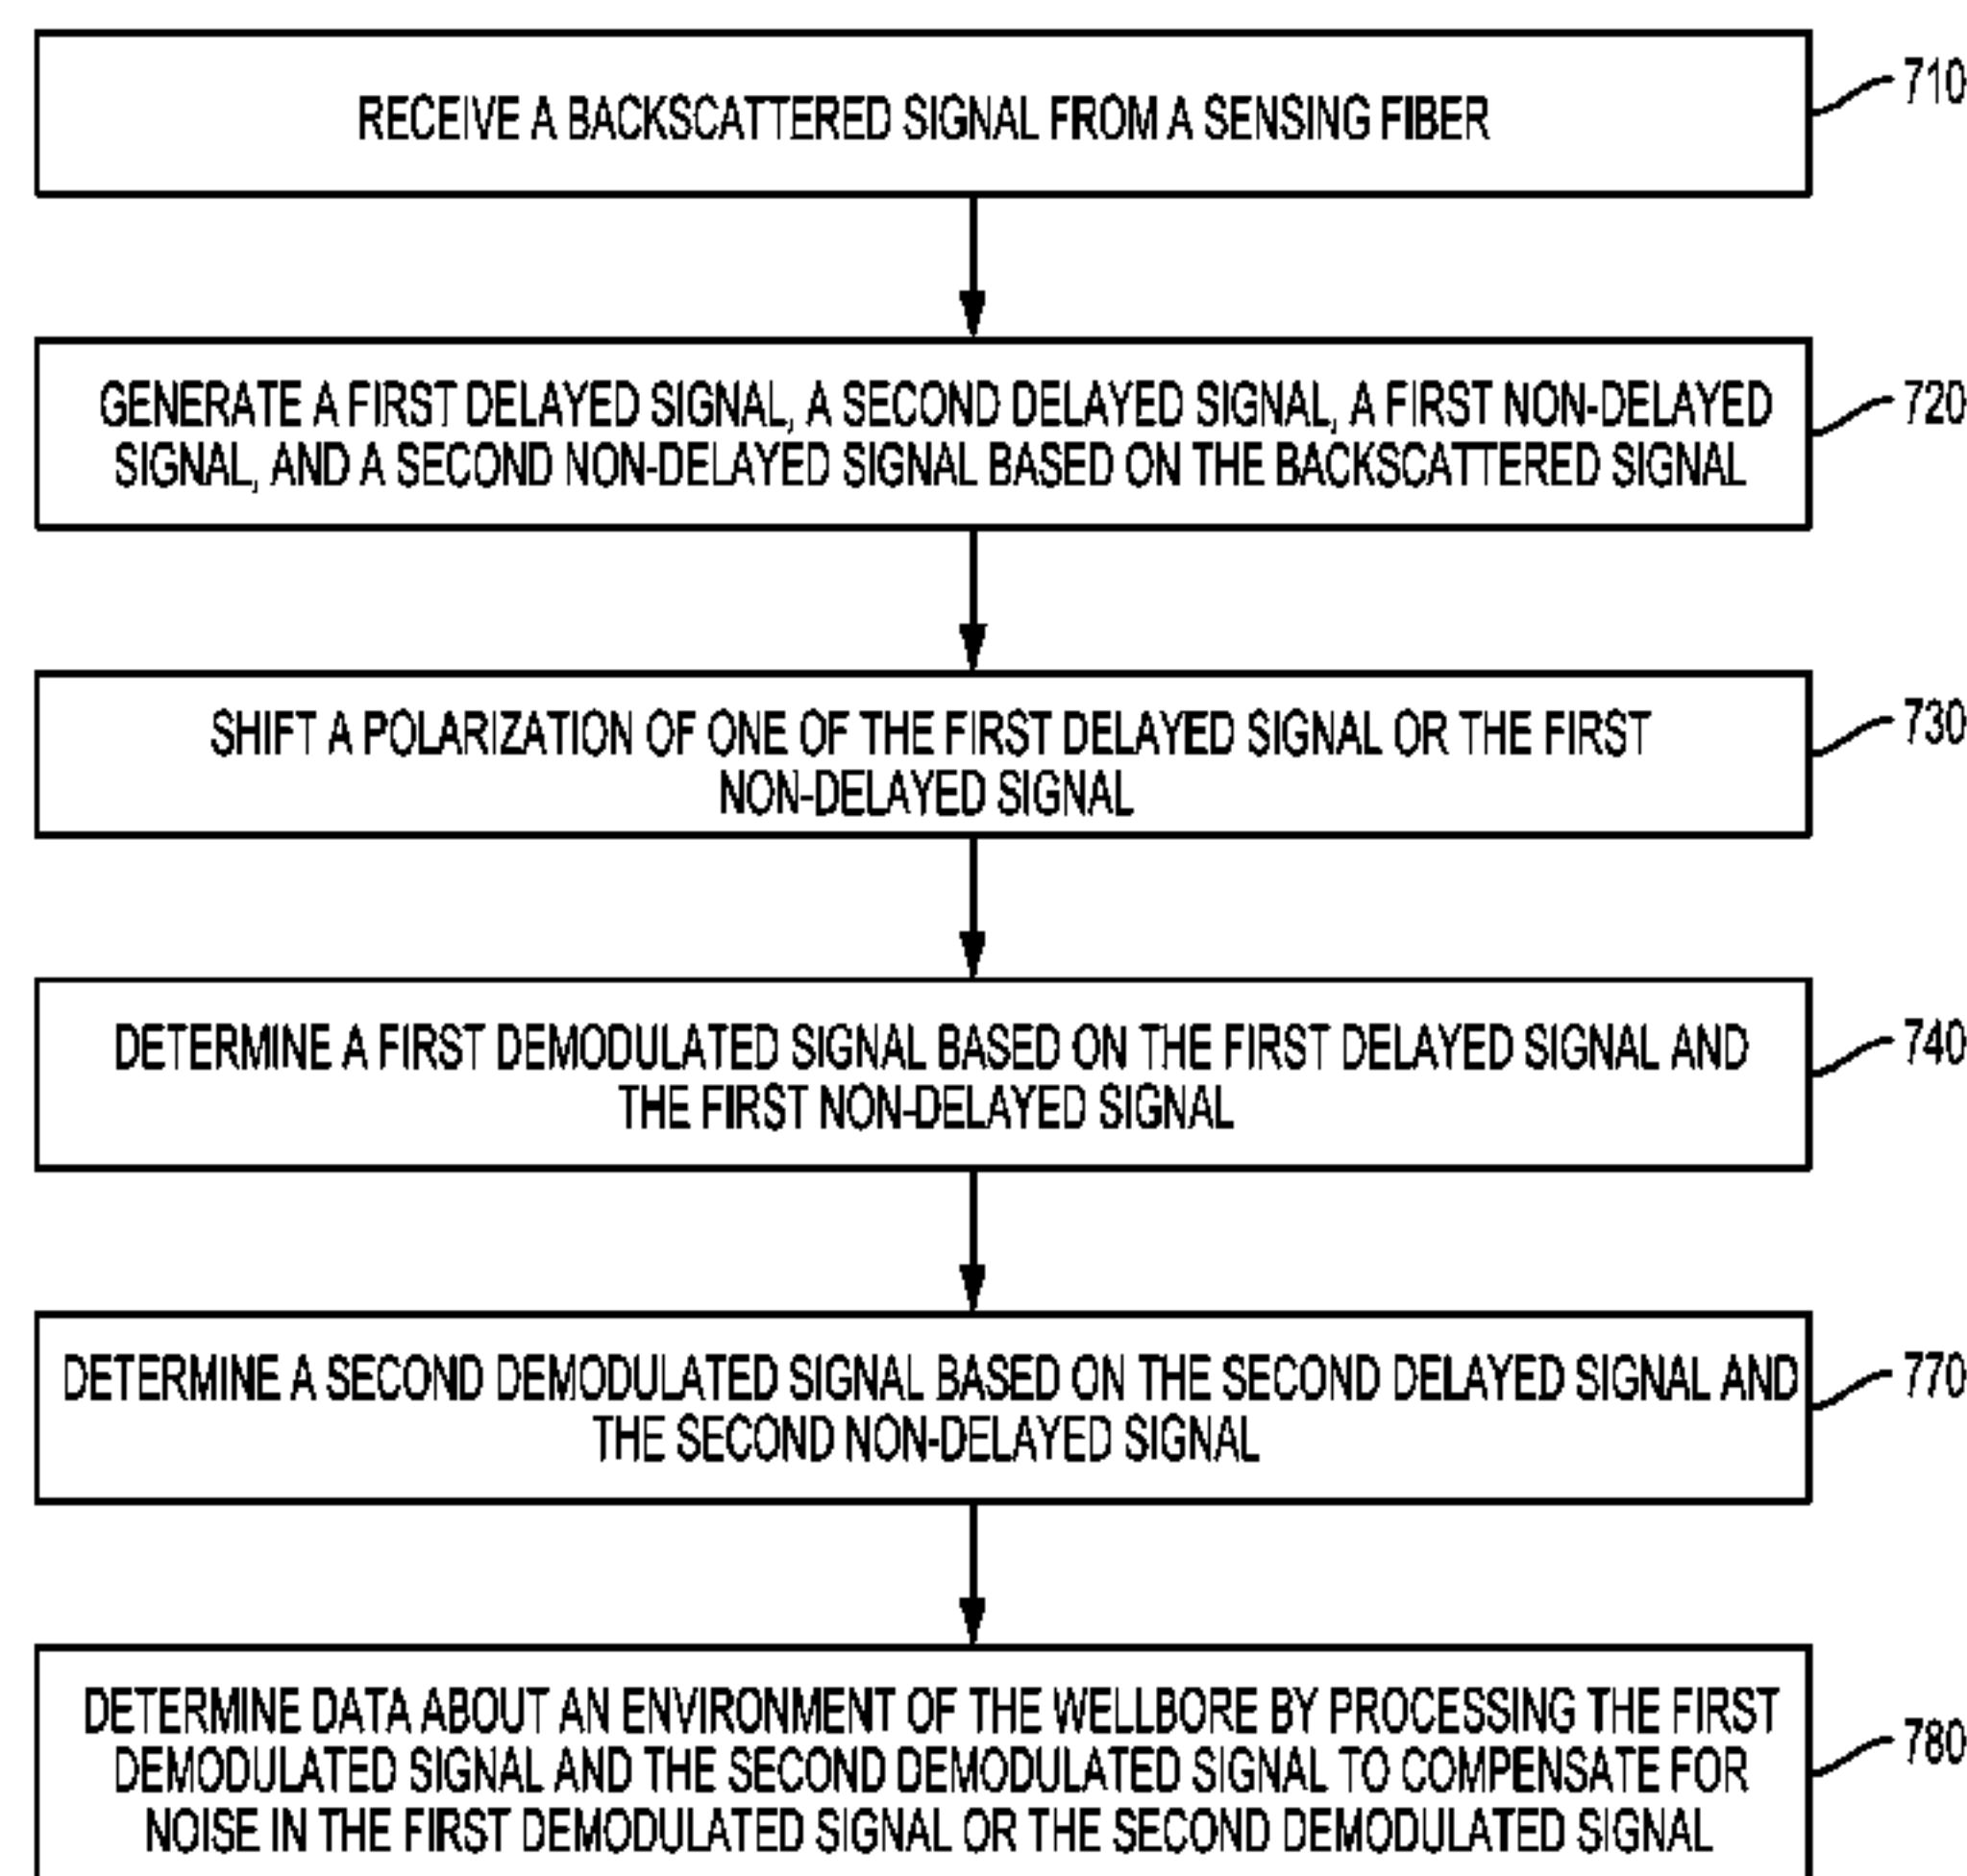 RECEIVE A BACKSCATTERED SIGNAL FROM A SENSING FIBER
710
GENERATE A FIRST DELAYED SIGNAL, A SECOND DELAYED SIGNAL, A FIRST NON-DELAYED
SIGNAL, AND A SECOND NON-DELAYED SIGNAL BASED ON THE BACKSCATTERED SIGNAL
720
SHIFT A POLARIZATION OF ONE OF THE FIRST DELAYED SIGNAL OR THE FIRST
NON-DELAYED SIGNAL
730
DETERMINE A FIRST DEMODULATED SIGNAL BASED ON THE FIRST DELAYED SIGNAL AND
THE FIRST NON-DELAYED SIGNAL
740
DETERMINE A SECOND DEMODULATED SIGNAL BASED ON THE SECOND DELAYED SIGNAL AND
THE SECOND NON-DELAYED SIGNAL
770
DETERMINE DATA ABOUT AN ENVIRONMENT OF THE WELLBORE BY PROCESSING THE FIRST
DEMODULATED SIGNAL AND THE SECOND DEMODULATED SIGNAL TO COMPENSATE FOR
NOISE IN THE FIRST DEMODULATED SIGNAL OR THE SECOND DEMODULATED SIGNAL
780